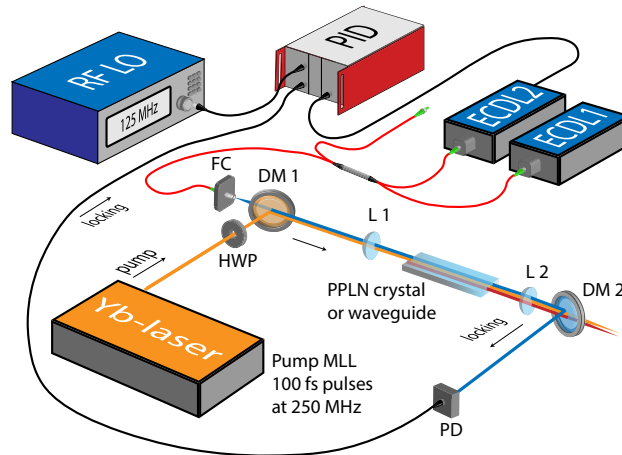 PID
RF LO
125 MHz
ECDL2
ECDL1
FC
DM 1
locking
L 1
HWP
pump
PPLN crystal
or waveguide
L 2
DM 2
locking
Yb-laser
Pump MLL
100 fs pulses
at 250 MHz
PD